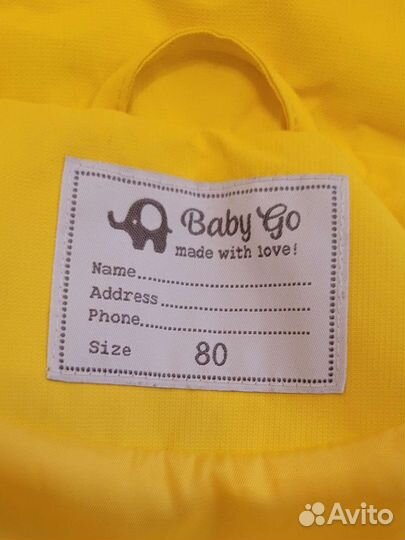 Baby Go
made with love!
Name
Address
Phone
Size 80
Avito